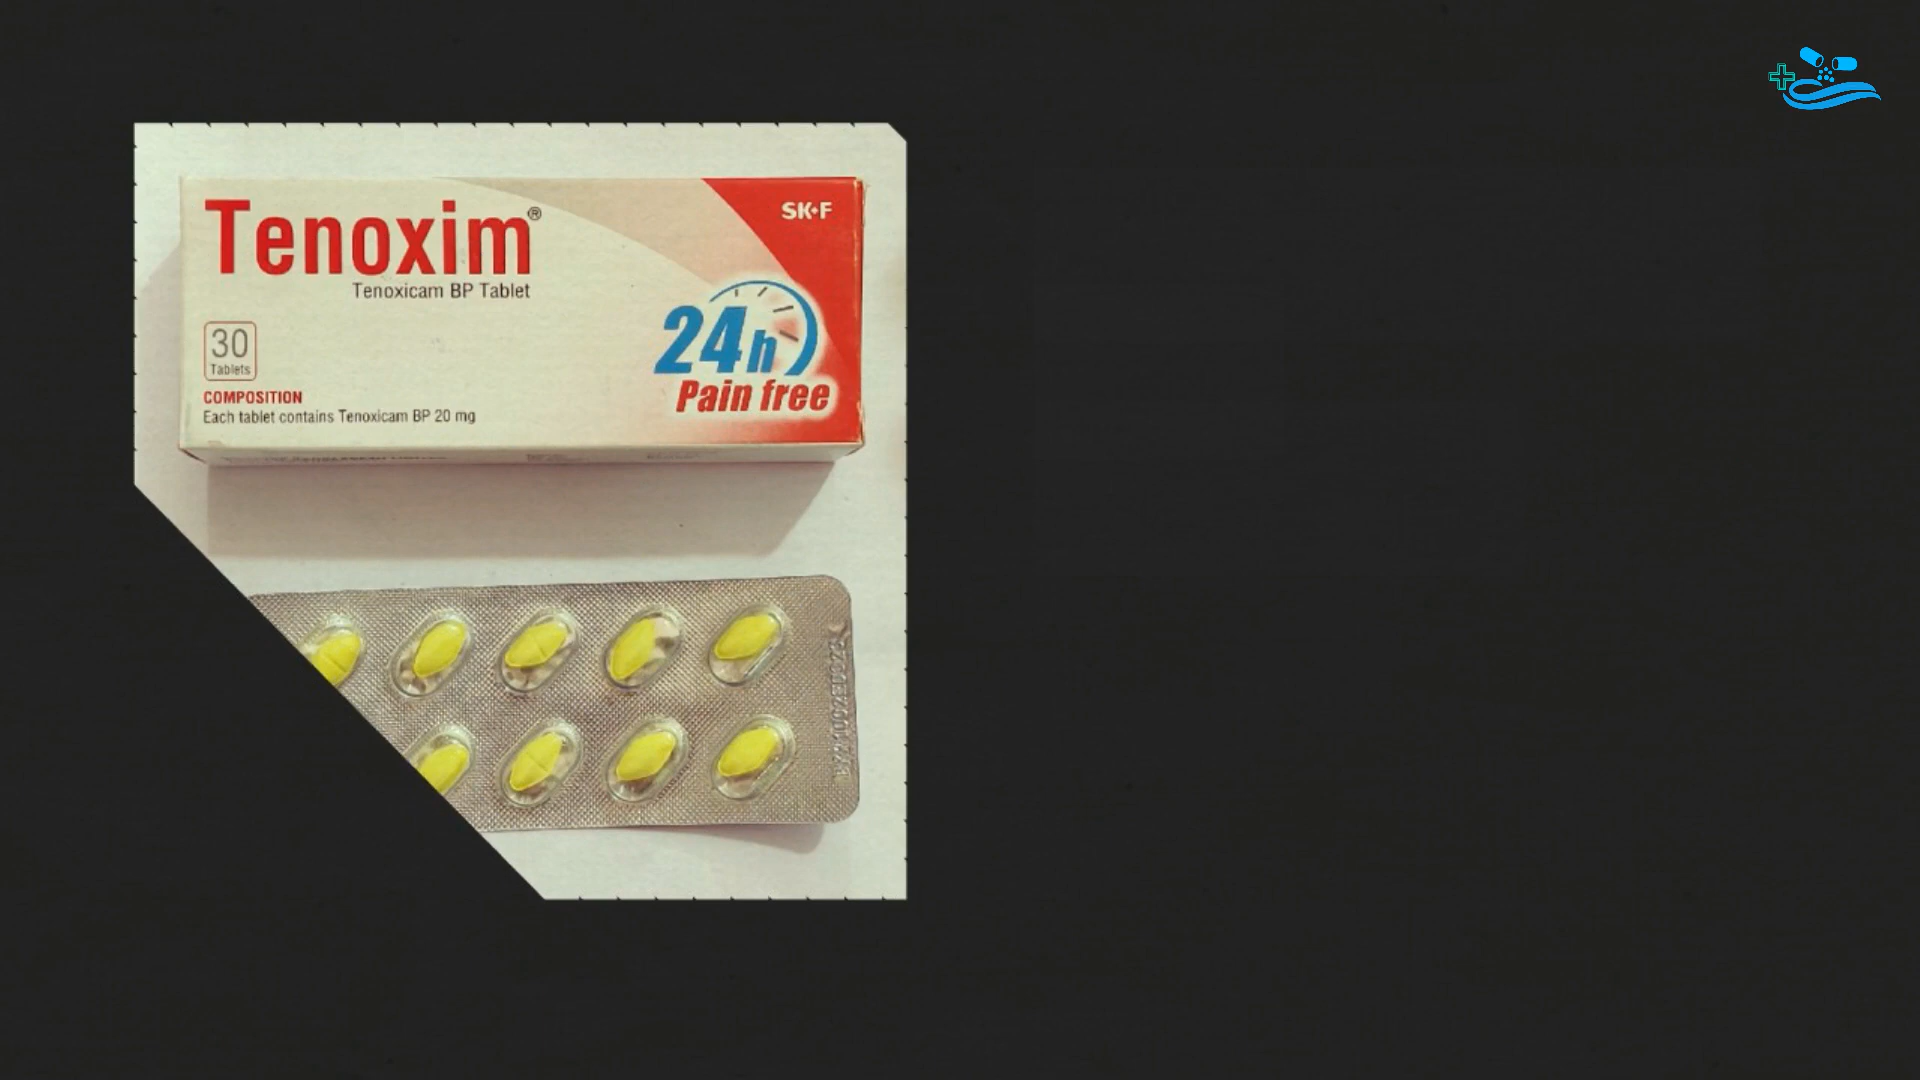 Tenoxim®
Tenoxicam BP Tablet
SK+F
24h
Pain free
30
Tablets
COMPOSITION
Each tablet contains Tenoxicam BP 20 mg